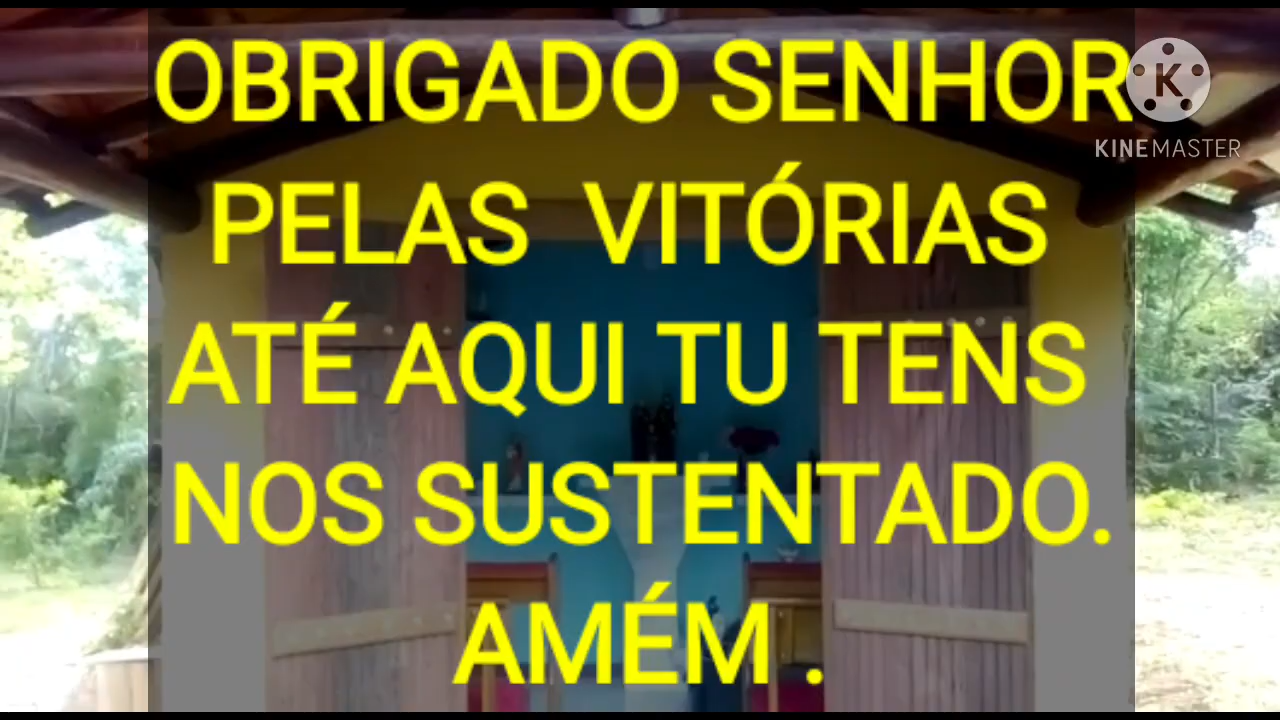 OBRIGADO SENHOR
K
KINEMASTER
PELAS VITÓRIAS
ATÉ AQUI TU TENS
NOS SUSTENTADO.
AMÉM .